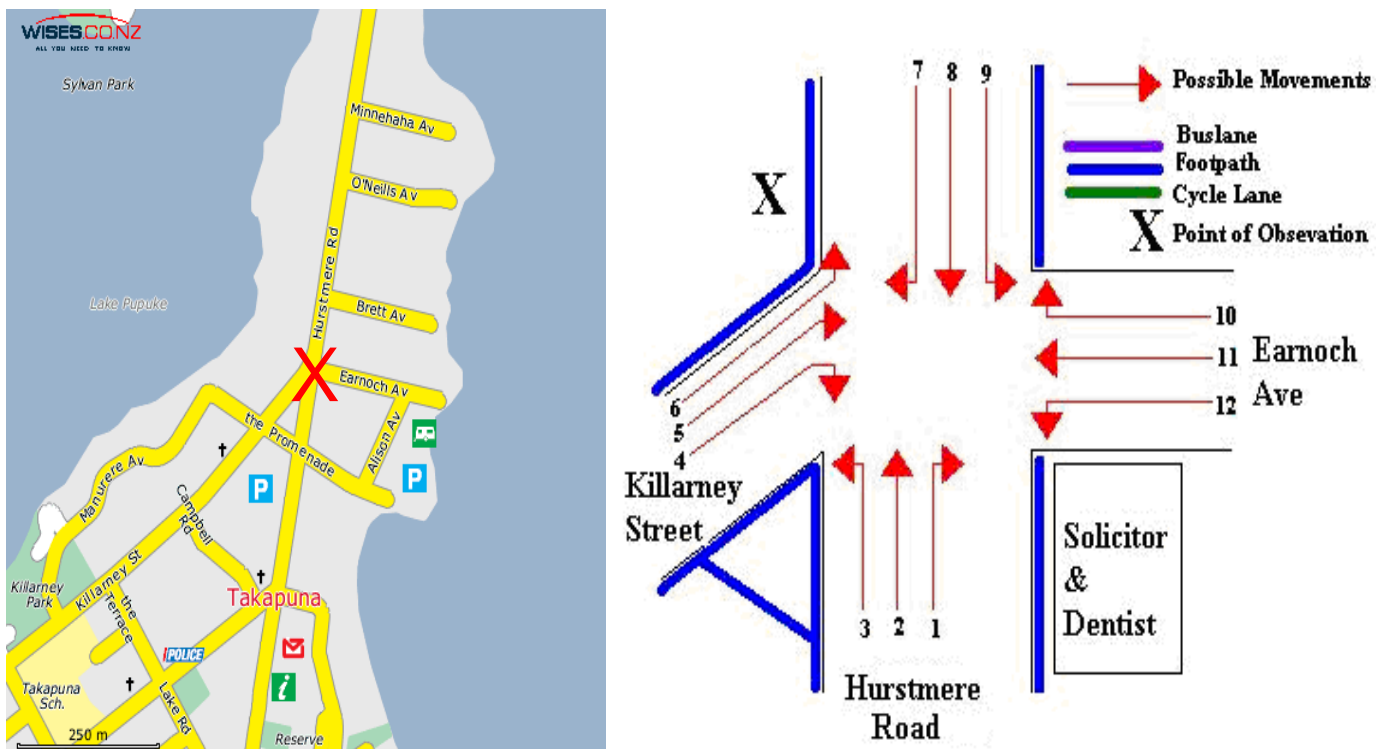 WISES.CO.NZ
ALL YOU NEED TO KNOW
Sylvan Park
Minnehaha Av
O'Neills Av
Hurstmere Rd
Lake Pupuke
Brett Av
X
Earnoch Av
the Promenade
Alison Av
Manurere Av
P
P
Campbell Rd
Killarney St
Killarney Park
the Terrace
Takapuna
POLICE
i
Takapuna Sch.
Lake Rd
250 m
Reserve
7 8 9
Possible Movements
Buslane
Footpath
Cycle Lane
X Point of Obsevation
X
10
11
12
Earnoch
Ave
6
5
4
Killarney
Street
3 2 1
Hurstmere
Road
Solicitor
&
Dentist